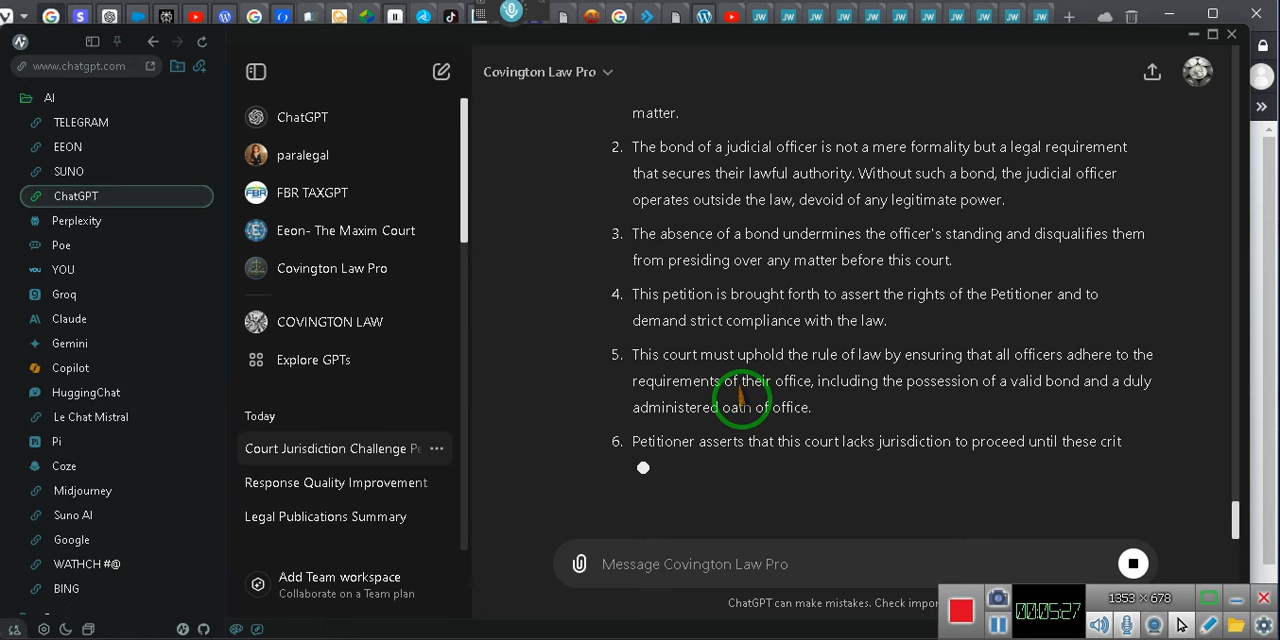 www.chatgpt.com
AI
TELEGRAM
EEON
SUNO
ChatGPT
Perplexity
Poe
YOU
Groq
Claude
Gemini
Copilot
HuggingChat
Le Chat Mistral
Pi
Coze
Midjourney
Suno AI
Google
WATHCH #@
BING
ChatGPT
paralegal
FBR TAXGPT
Eeon- The Maxim Court
Covington Law Pro
COVINGTON LAW
Explore GPTs
Today
Court Jurisdiction Challenge Pe
Response Quality Improvement
Legal Publications Summary
Add Team workspace
Collaborate on a Team plan
Covington Law Pro
matter.
2. The bond of a judicial officer is not a mere formality but a legal requirement
that secures their lawful authority. Without such a bond, the judicial officer
operates outside the law, devoid of any legitimate power.
3. The absence of a bond undermines the officer's standing and disqualifies them
from presiding over any matter before this court.
4. This petition is brought forth to assert the rights of the Petitioner and to
demand strict compliance with the law.
5. This court must uphold the rule of law by ensuring that all officers adhere to the
requirements of their office, including the possession of a valid bond and a duly
administered oath of office.
6. Petitioner asserts that this court lacks jurisdiction to proceed until these crit
Message Covington Law Pro
ChatGPT can make mistakes. Check impor
00:05:27
1353 × 678